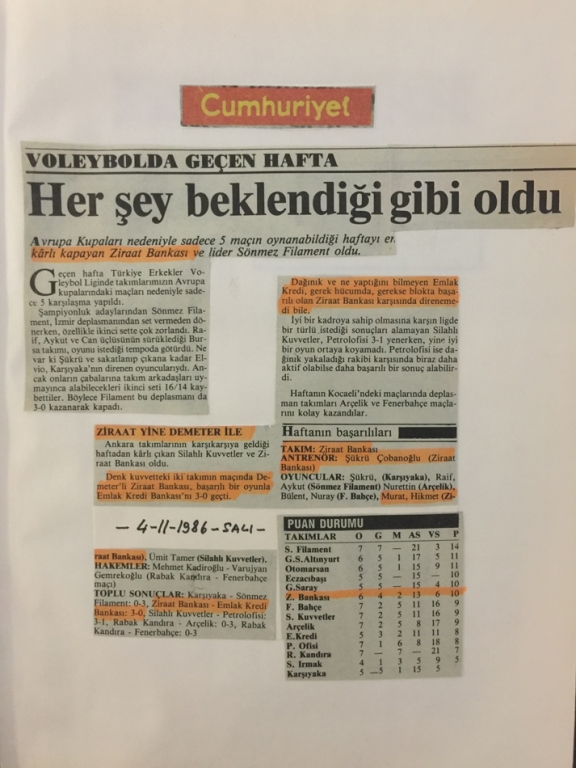 Cumhuriyet
VOLEYBOLDA GEÇEN HAFTA
Her şey beklendiği gibi oldu
Avrupa Kupaları nedeniyle sadece 5 maçın oynanabildiği haftayı en
kârlı kapayan Ziraat Bankası ve lider Sönmez Filament oldu.
Geçen hafta Türkiye Erkekler Vo-
leybol Liginde takımlarımızın Avrupa
kupalarındaki maçları nedeniyle sade-
ce 5 karşılaşma yapıldı.
Şampiyonluk adaylarından Sönmez Fila-
ment, İzmir deplasmanından set vermeden dö-
nerken, özellikle ikinci sette çok zorlandı. Ra-
if, Aykut ve Can üçlüsünün sürüklediği Bur-
sa takımı, oyunu istediği tempoda götürdü. Ne
var ki Şükrü ve sakatlanıp çıkana kadar El-
vio, Karşıyaka'nın direnen oyuncularıydı. An-
cak onların çabalarına takım arkadaşları uy-
mayınca alabilecekleri ikinci seti 16/14 kay-
bettiler. Böylece Filament bu deplasmanı da
3-0 kazanarak kapadı.
ZİRAAT YİNE DEMETER İLE
Ankara takımlarının karşıkarşıya geldiği
haftadan kârlı çıkan Silahlı Kuvvetler ve Zi-
raat Bankası oldu.
Denk kuvvetteki iki takımın maçında De-
meter'li Ziraat Bankası, başarılı bir oyunla
Emlak Kredi Bankası'nı 3-0 geçti.
Dağınık ve ne yaptığını bilmeyen Emlak
Kredi, gerek hücumda, gerekse blokta başa-
rılı olan Ziraat Bankası karşısında direneme-
di bile.
İyi bir kadroya sahip olmasına karşın ligde
bir türlü istediği sonuçları alamayan Silahlı
Kuvvetler, Petrolofisi 3-1 yenerken, yine iyi
bir oyun ortaya koyamadı. Petrolofisi ise da-
ğınık yakaladığı rakibi karşısında biraz daha
aktif olabilse daha başarılı bir sonuç alabilir-
di.
Haftanın Kocaeli'ndeki maçlarında deplas-
man takımları Arçelik ve Fenerbahçe maçla-
rını kolay kazandılar.
Haftanın başarılıları
TAKIM: Ziraat Bankası
ANTRENÖR: Şükrü Çobanoğlu (Ziraat
Bankası)
OYUNCULAR: Şükrü, (Karşıyaka), Raif,
Aykut (Sönmez Filament) Nurettin (Arçelik),
Bülent, Nuray (F. Bahçe), Murat, Hikmet (Zi-
— 4-11-1986 - SALI -
raat Bankası), Ümit Tamer (Silahlı Kuvvetler),
HAKEMLER: Mehmet Kadiroğlu - Varujyan
Gemrekoğlu (Rabak Kandıra - Fenerbahçe
maçı)
TOPLU SONUÇLAR: Karşıyaka - Sönmez
Filament: 0-3, Ziraat Bankası - Emlak Kredi
Bankası: 3-0, Silahlı Kuvvetler - Petrolofisi:
3-1, Rabak Kandıra - Arçelik: 0-3, Rabak
Kandıra - Fenerbahçe: 0-3
PUAN DURUMU
TAKIMLAR O G M AS VS P
S. Filament 7 7 — 21 3 14
G.S.Altınyurt 6 5 1 17 5 11
Otomarsan 6 5 1 15 9 11
Eczacıbaşı 5 5 — 15 — 10
G.Saray 5 5 — 15 4 10
Z. Bankası 6 4 2 13 6 10
F. Bahçe 7 2 5 11 16 9
S. Kuvvetler 7 2 5 11 16 9
Arçelik 7 2 5 8 17 9
E.Kredi 5 3 2 11 11 8
P. Ofisi 7 1 6 8 18 8
R. Kandıra 7 — 7 — 21 7
S. Irmak 4 1 3 5 9 5
Karşıyaka 5 —5 1 15 5